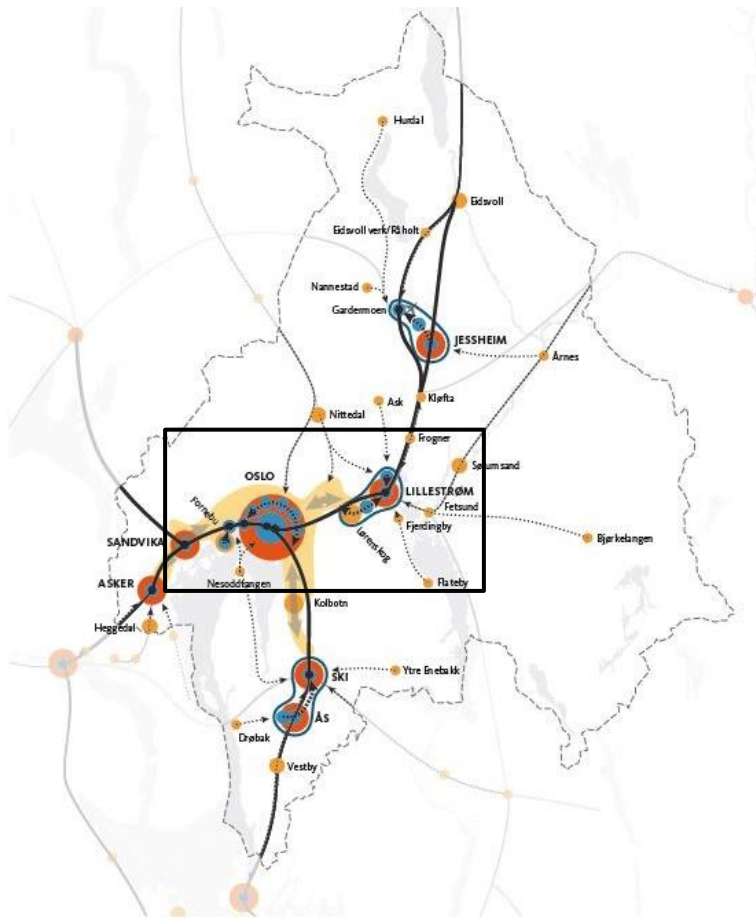 Hurdal
Eidsvoll
Eidsvoll verk/Råholt
Nannestad
Gardermoen
JESSHEIM
Årnes
Ask
Kløfta
Nittedal
Frogner
OSLO
Sørumsand
LILLESTRØM
Fornebu
Fetsund
Lørenskog
Fjerdingby
SANDVIKA
Bjørkelangen
ASKER
Nesoddtangen
Flateby
Kolbotn
Heggedal
SKI
Ytre Enebakk
ÅS
Drøbak
Vestby